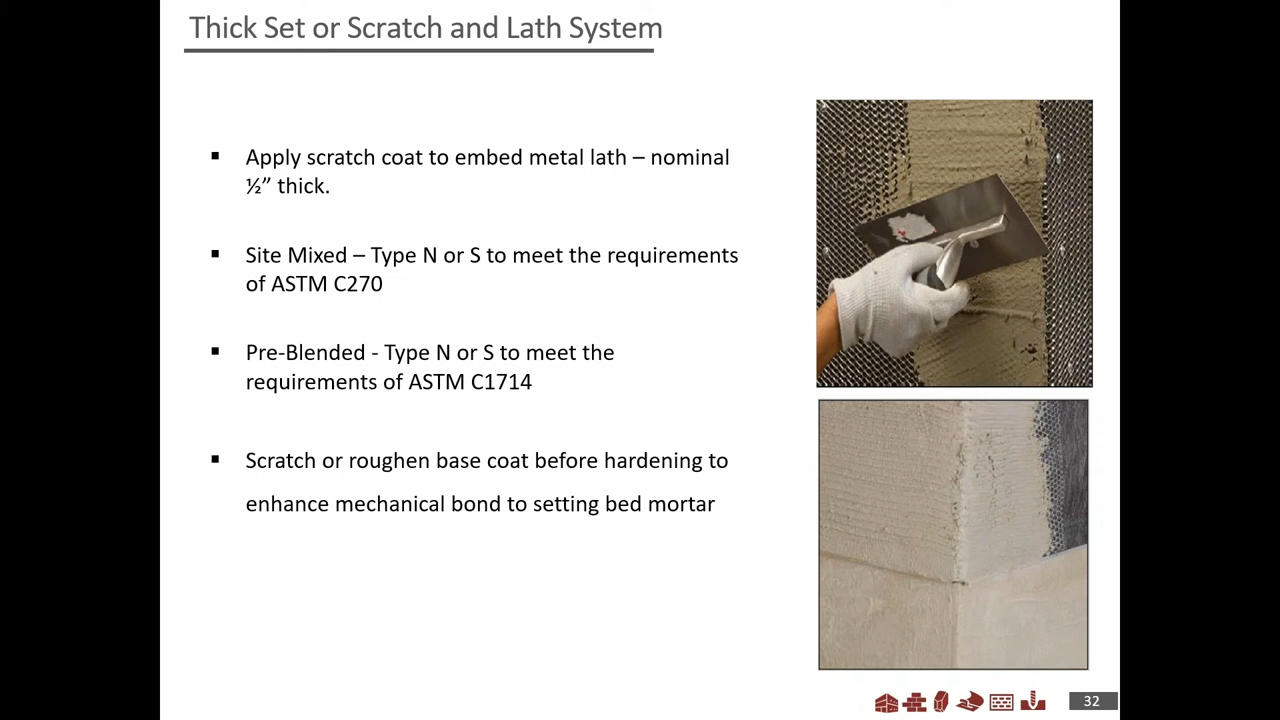 Thick Set or Scratch and Lath System
▪ Apply scratch coat to embed metal lath – nominal
½” thick.
▪ Site Mixed – Type N or S to meet the requirements
of ASTM C270
▪ Pre-Blended - Type N or S to meet the
requirements of ASTM C1714
▪ Scratch or roughen base coat before hardening to
enhance mechanical bond to setting bed mortar
32